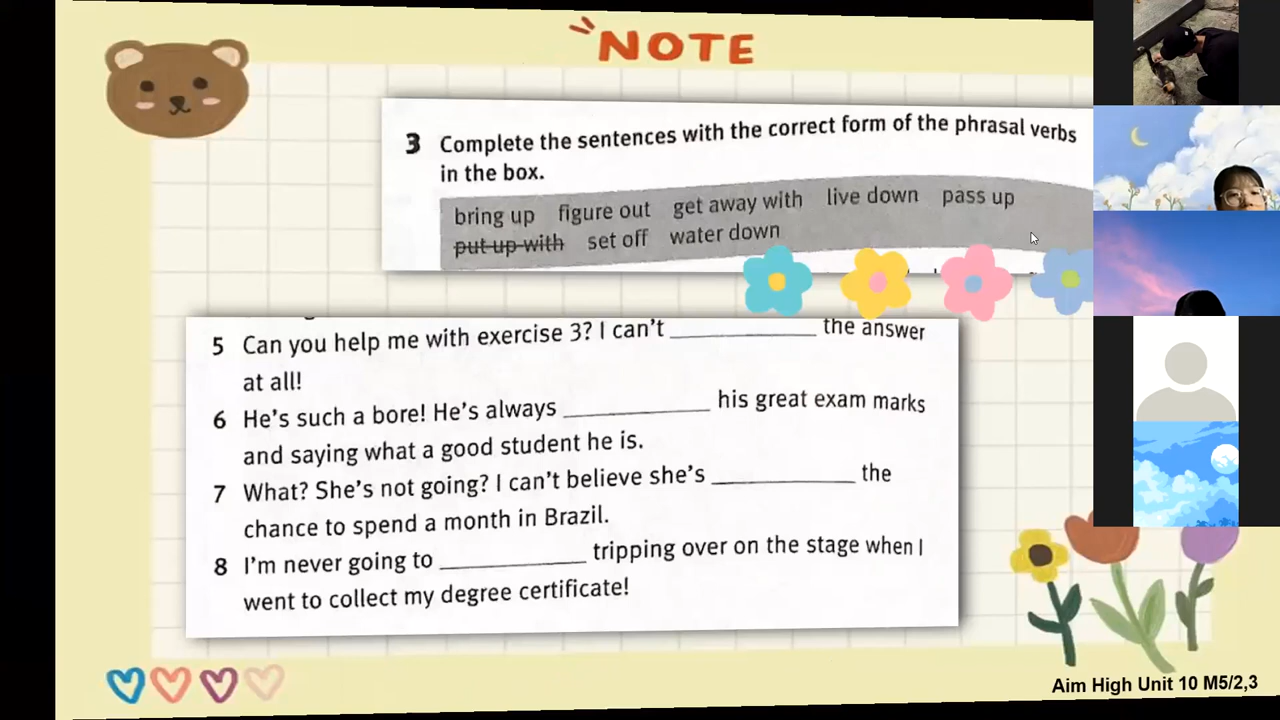 NOTE
3 Complete the sentences with the correct form of the phrasal verbs
in the box.
bring up figure out get away with live down pass up
put up with set off water down
5 Can you help me with exercise 3? I can't ____________ the answer
at all!
6 He's such a bore! He's always ____________ his great exam marks
and saying what a good student he is.
7 What? She's not going? I can't believe she's ____________ the
chance to spend a month in Brazil.
8 I'm never going to ____________ tripping over on the stage when I
went to collect my degree certificate!
Aim High Unit 10 M5/2,3